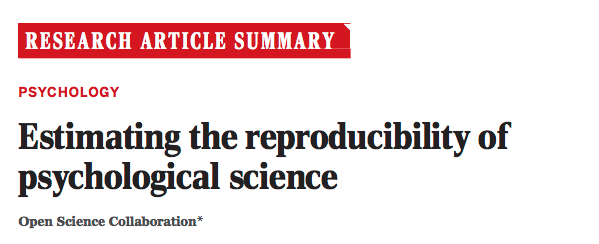 RESEARCH ARTICLE SUMMARY
PSYCHOLOGY
Estimating the reproducibility of
psychological science
Open Science Collaboration*